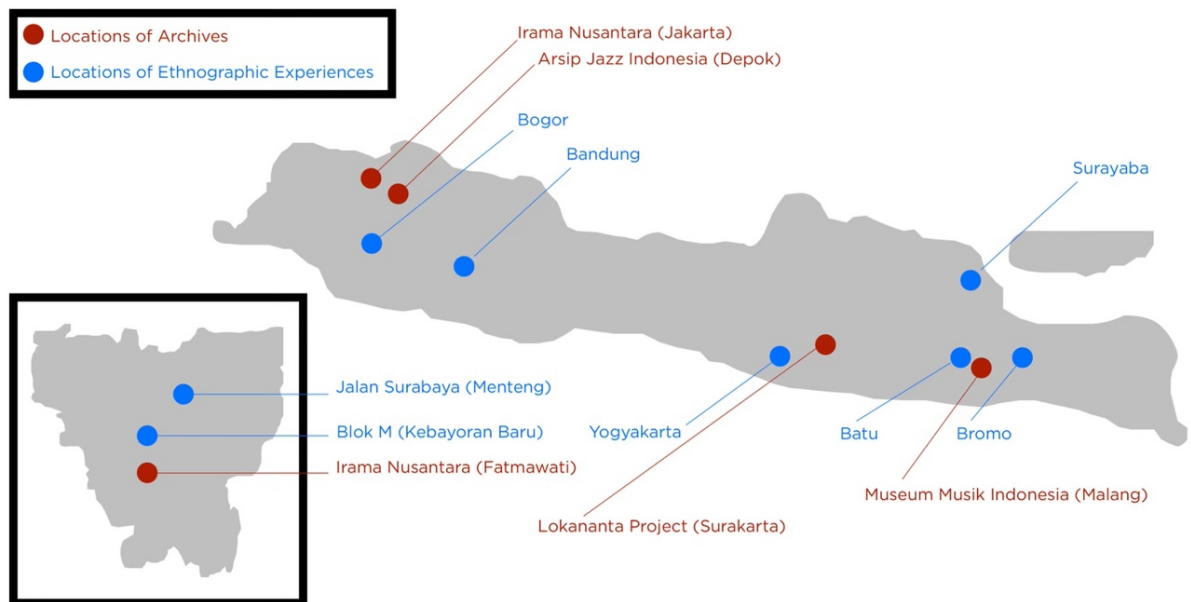 Locations of Archives
Locations of Ethnographic Experiences
Irama Nusantara (Jakarta)
Arsip Jazz Indonesia (Depok)
Bogor
Bandung
Surayaba
Jalan Surabaya (Menteng)
Blok M (Kebayoran Baru)
Irama Nusantara (Fatmawati)
Yogyakarta
Batu
Bromo
Museum Musik Indonesia (Malang)
Lokananta Project (Surakarta)